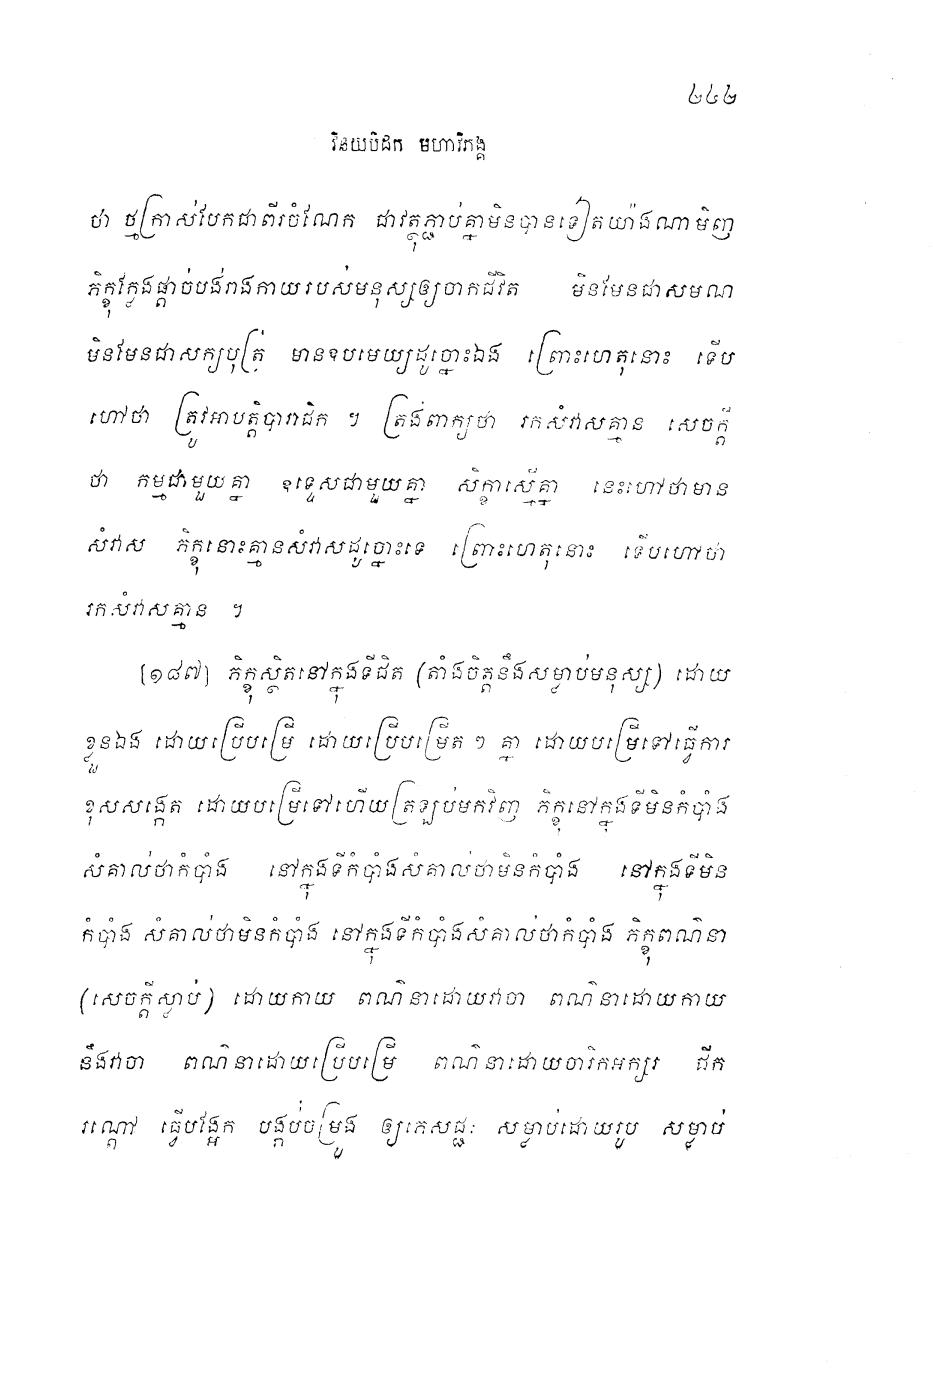 ២៤២
វិនយបិដក មហាវិភង្គ
ថា ថ្មក្រាស់បែកជាពីរចំណែក ជាវត្ថុភ្ជាប់គ្នាមិនបានទៀតយ៉ាងណាមិញ
ភិក្ខុក្លែងផ្តាច់បង់រាងកាយរបស់មនុស្សឲ្យចាកជីវិត មិនមែនជាសមណ
មិនមែនជាសក្យបុត្រ៍ មានឧបមេយ្យដូច្នោះឯង ព្រោះហេតុនោះ ទើប
ហៅថា ត្រូវអាបត្តិបារាជិក ។ ត្រង់ពាក្យថា រកសំវាសគ្មាន សេចក្តី
ថា កម្មជាមួយគ្នា ឧទ្ទេសជាមួយគ្នា សិក្ខាស្មើគ្នា នេះហៅថាមាន
សំវាស ភិក្ខុនោះគ្មានសំវាសដូច្នោះទេ ព្រោះហេតុនោះ ទើបហៅថា
រកសំវាសគ្មាន ។
[១៨៧] ភិក្ខុស្ថិតនៅក្នុងទីជិត (តាំងចិត្តនឹងសម្លាប់មនុស្ស) ដោយ
ខ្លួនឯង ដោយប្រើបម្រើ ដោយប្រើបម្រើត ៗ គ្នា ដោយបម្រើទៅធ្វើការ
ខុសសង្កេត ដោយបម្រើទៅហើយត្រឡប់មកវិញ ភិក្ខុនៅក្នុងទីមិនកំបាំង
សំគាល់ថាកំបាំង នៅក្នុងទីកំបាំងសំគាល់ថាមិនកំបាំង នៅក្នុងទីមិន
កំបាំង សំគាល់ថាមិនកំបាំង នៅក្នុងទីកំបាំងសំគាល់ថាកំបាំង ភិក្ខុពណ៌នា
(សេចក្តីស្លាប់) ដោយកាយ ពណ៌នាដោយវាចា ពណ៌នាដោយកាយ
នឹងវាចា ពណ៌នាដោយប្រើបម្រើ ពណ៌នាដោយចារិកអក្សរ ជីក
រណ្តៅ ធ្វើបង្អែក បង្កប់ចម្រូង ឲ្យភេសជ្ជៈ សម្លាប់ដោយរូប សម្លាប់